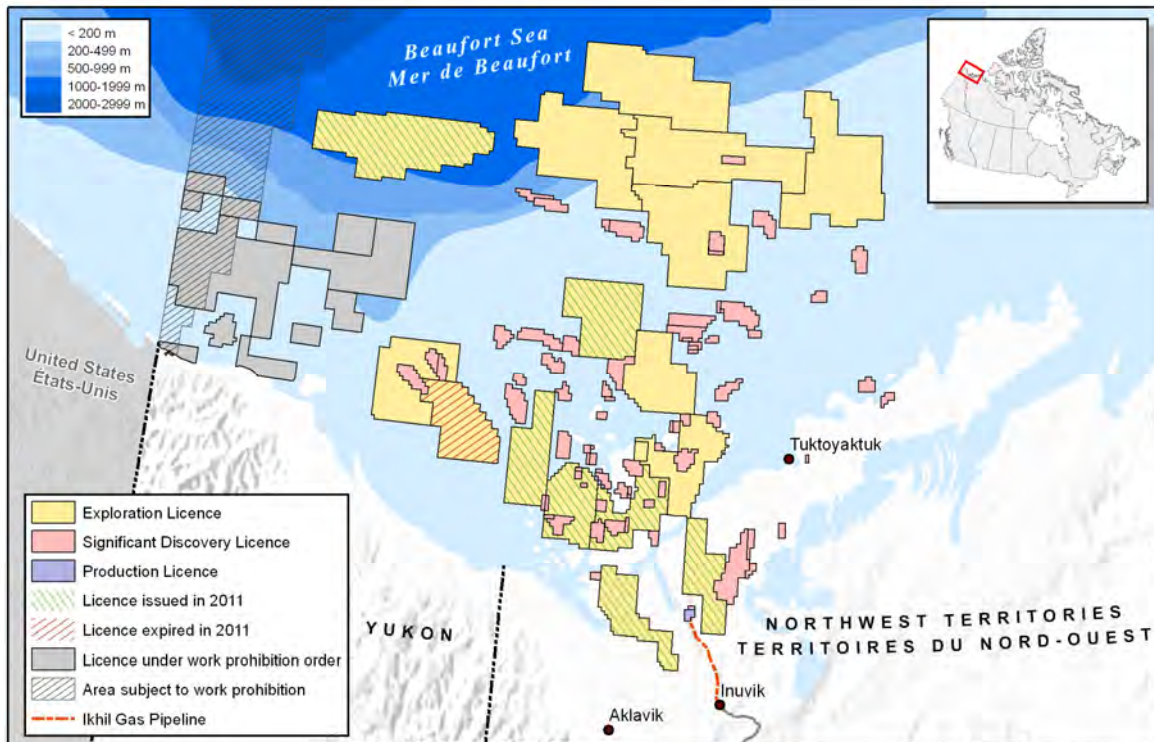 < 200 m
200-499 m
500-999 m
1000-1999 m
2000-2999 m
Beaufort Sea
Mer de Beaufort
United States
États-Unis
Tuktoyaktuk
Exploration Licence
Significant Discovery Licence
Production Licence
Licence issued in 2011
Licence expired in 2011
Licence under work prohibition order
Area subject to work prohibition
Ikhil Gas Pipeline
YUKON
NORTHWEST TERRITORIES
TERRITOIRES DU NORD-OUEST
Inuvik
Aklavik